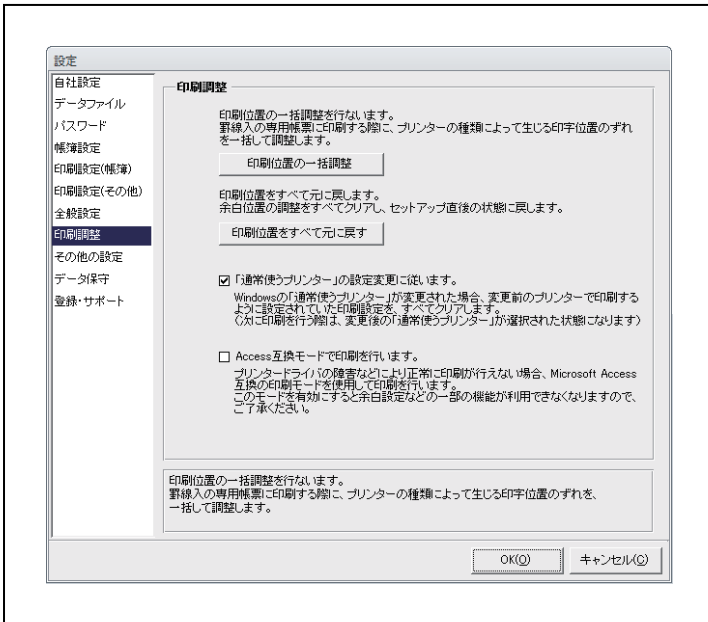 設定
自社設定
データファイル
パスワード
帳簿設定
印刷設定(帳簿)
印刷設定(その他)
全般設定
印刷調整
その他の設定
データ保守
登録・サポート
印刷調整
印刷位置の一括調整を行ないます。
罫線入の専用帳票に印刷する際に、プリンターの種類によって生じる印字位置のずれ
を一括して調整します。
印刷位置の一括調整
印刷位置をすべて元に戻します。
余白位置の調整をすべてクリアし、セットアップ直後の状態に戻します。
印刷位置をすべて元に戻す
「通常使うプリンター」の設定変更に従います。
Windowsの「通常使うプリンター」が変更された場合、変更前のプリンターで印刷する
ように設定されていた印刷設定を、すべてクリアします。
(次に印刷を行う際は、変更後の「通常使うプリンター」が選択された状態になります)
Access互換モードで印刷を行います。
プリンタードライバの障害などにより正常に印刷が行えない場合、Microsoft Access
互換の印刷モードを使用して印刷を行います。
このモードを有効にすると余白設定などの一部の機能が利用できなくなりますので、
ご了承ください。
印刷位置の一括調整を行ないます。
罫線入の専用帳票に印刷する際に、プリンターの種類によって生じる印字位置のずれを、
一括して調整します。
OK(O)
キャンセル(C)